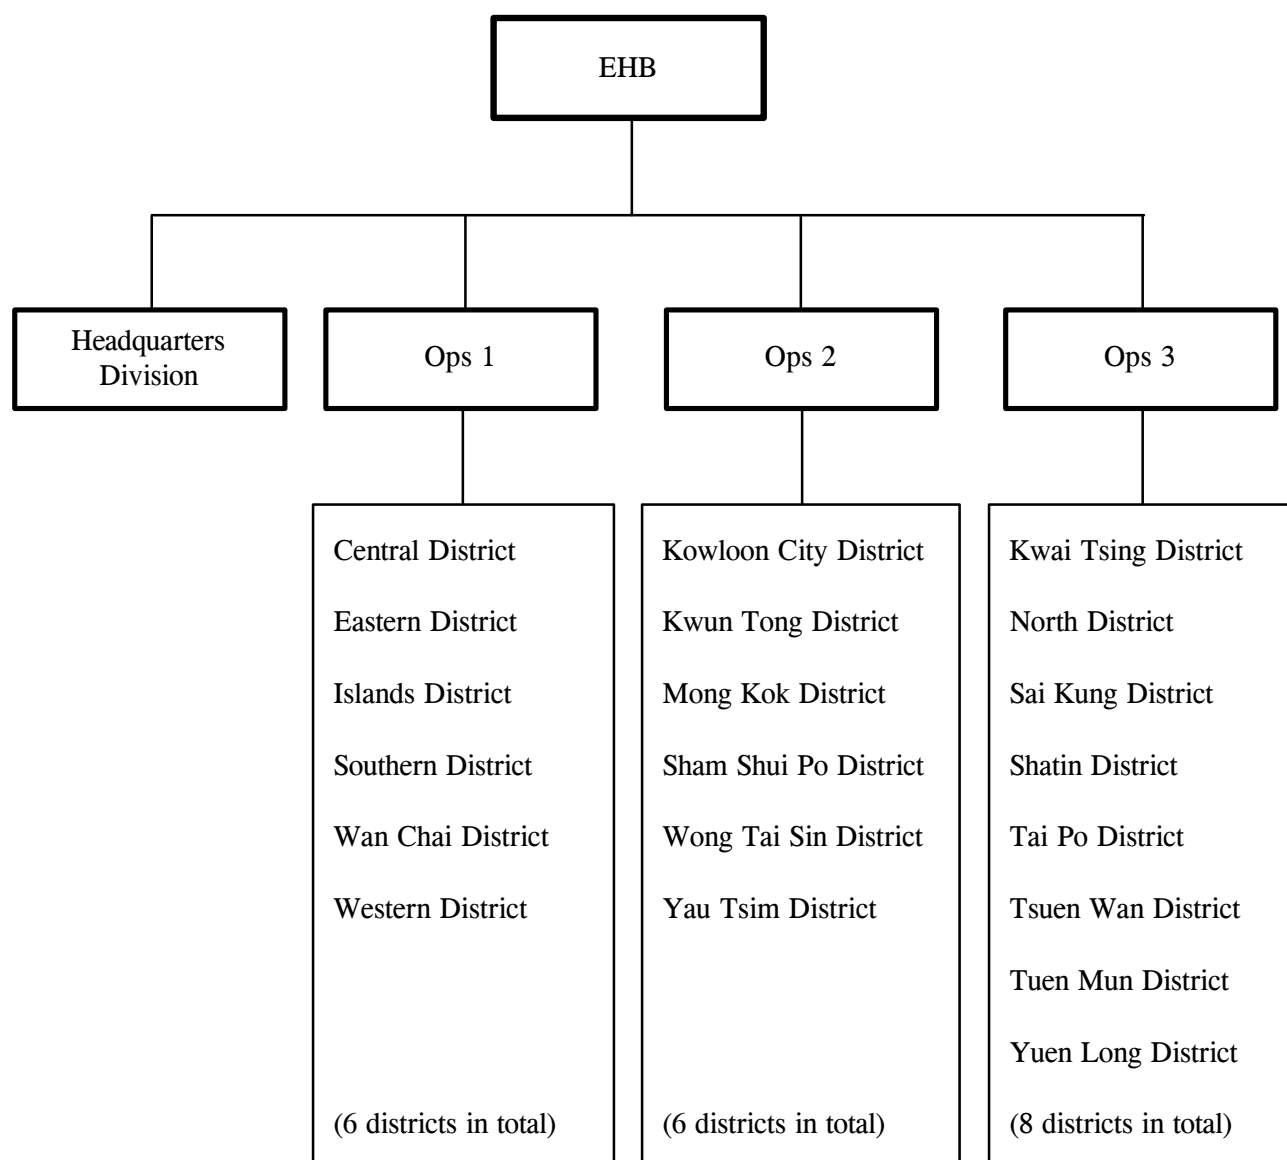 EHB
Headquarters
Division
Ops 1
Ops 2
Ops 3
Central District
Eastern District
Islands District
Southern District
Wan Chai District
Western District
(6 districts in total)
Kowloon City District
Kwun Tong District
Mong Kok District
Sham Shui Po District
Wong Tai Sin District
Yau Tsim District
(6 districts in total)
Kwai Tsing District
North District
Sai Kung District
Shatin District
Tai Po District
Tsuen Wan District
Tuen Mun District
Yuen Long District
(8 districts in total)